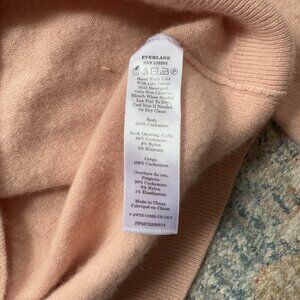 EVERLANE
Hand Wash Cold
With Like Colors
Mild Detergent
Only Non-Chlorine
Bleach When Needed
Lay Flat To Dry
Cool Iron If Needed
Or Dry Clean
Body:
100% Cashmere
Neck Opening, Cuffs
90% Cashmere
9% Nylon
1% Elastane
Corps:
100% Cachemire
Ouverture du cou,
Poignets
90% Cachemire
9% Nylon
1% Élastane
Made in China
Fabriqué en China